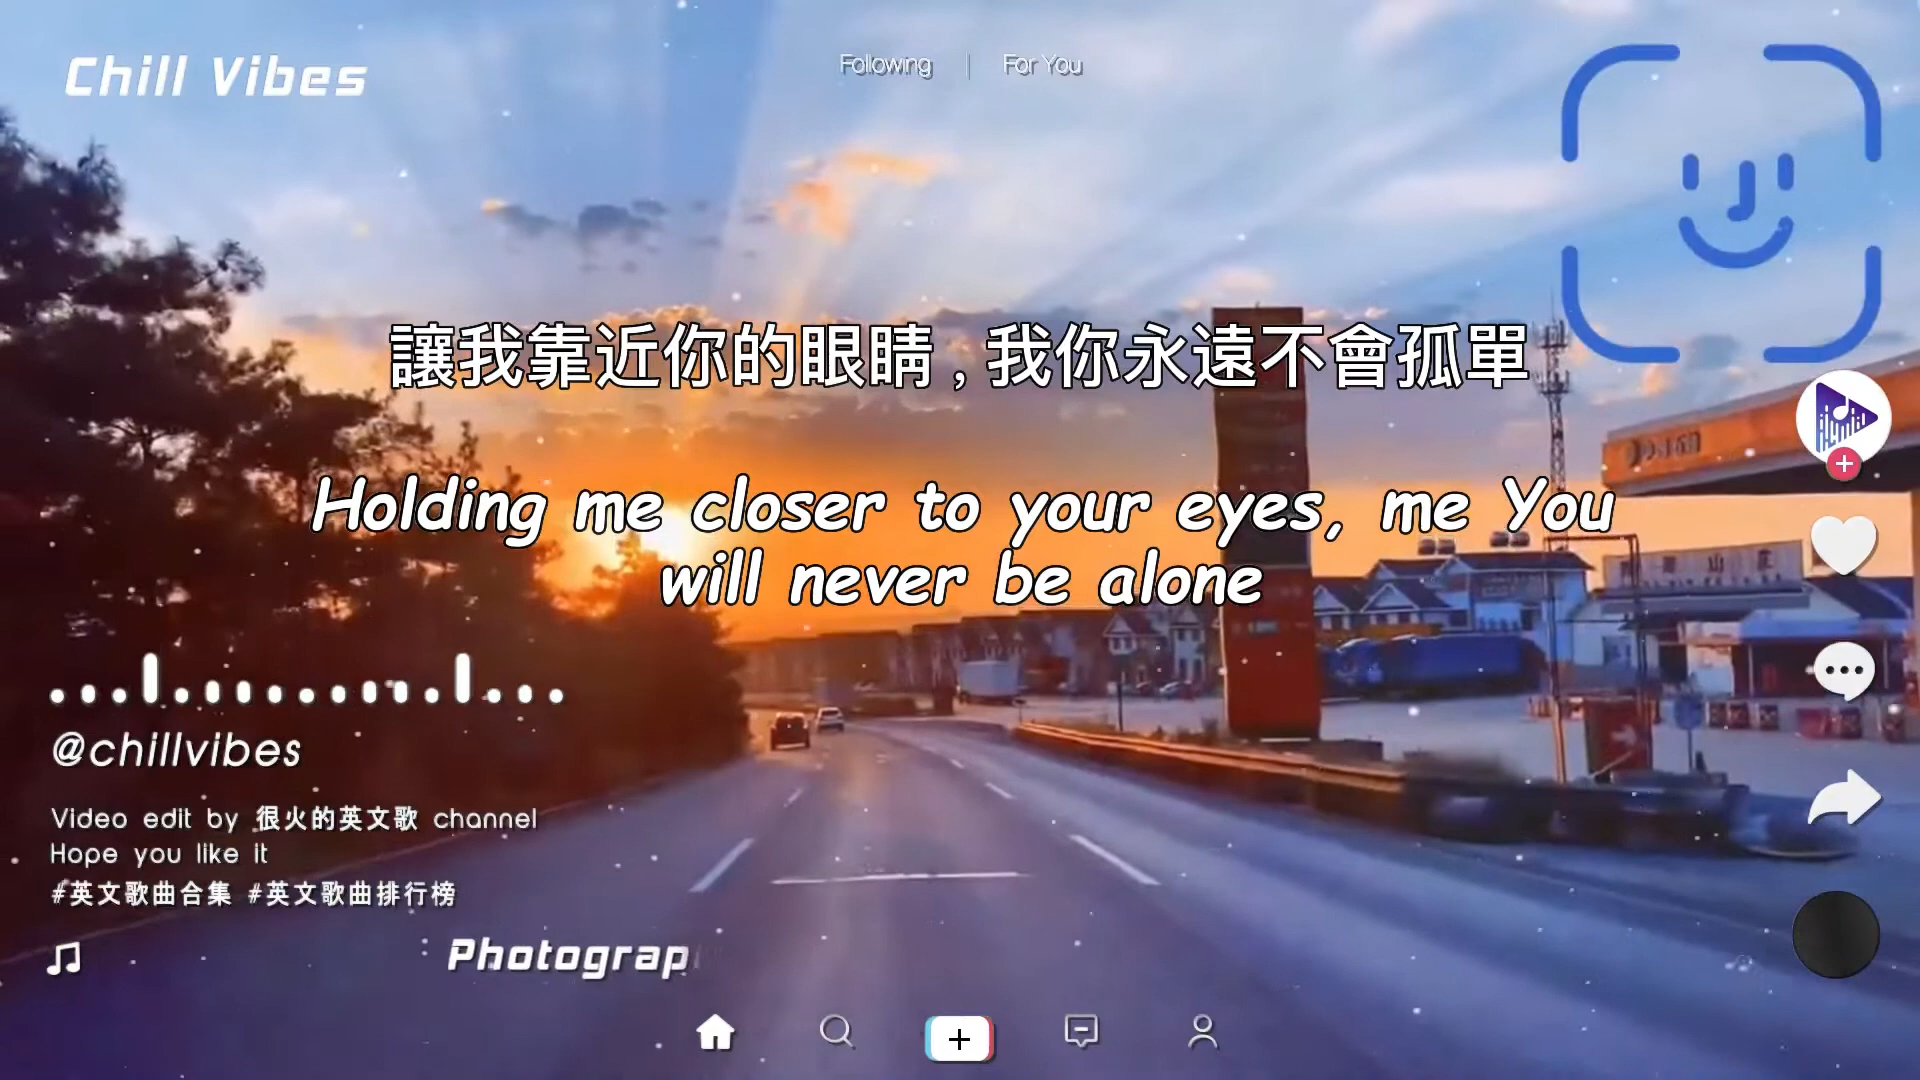 Chill Vibes
Following | For You
讓我靠近你的眼睛 , 我你永遠不會孤單
Holding me closer to your eyes, me You
will never be alone
@chillvibes
Video edit by 很火的英文歌 channel
Hope you like it
#英文歌曲合集 #英文歌曲排行榜
: Photograp